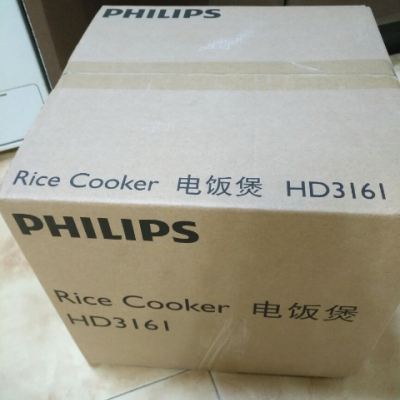 PHILIPS
Rice Cooker 电饭煲 HD3161
PHILIPS
Rice Cooker 电饭煲
HD3161